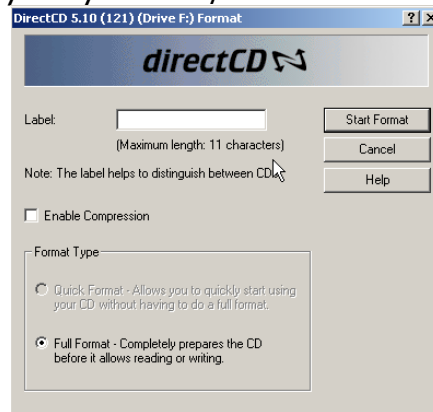 DirectCD 5.10 (121) (Drive F:) Format
directCD
Label:
(Maximum length: 11 characters)
Note: The label helps to distinguish between
Enable Compression
Format Type
Quick Format - Allows you to quickly start using
your CD without having to do a full format.
Full Format - Completely prepares the CD
before it allows reading or writing.
Start Format
Cancel
Help